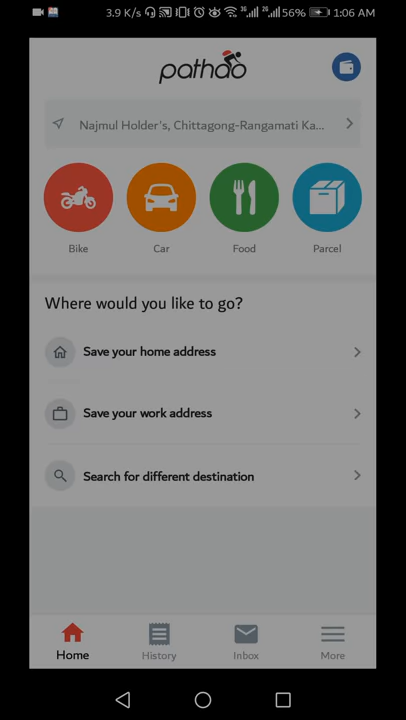 3.9 K/s 3G 2G 56% 1:06 AM
pathao
Najmul Holder's, Chittagong-Rangamati Ka...
Bike Car Food Parcel
Where would you like to go?
Save your home address
Save your work address
Search for different destination
Home History Inbox More